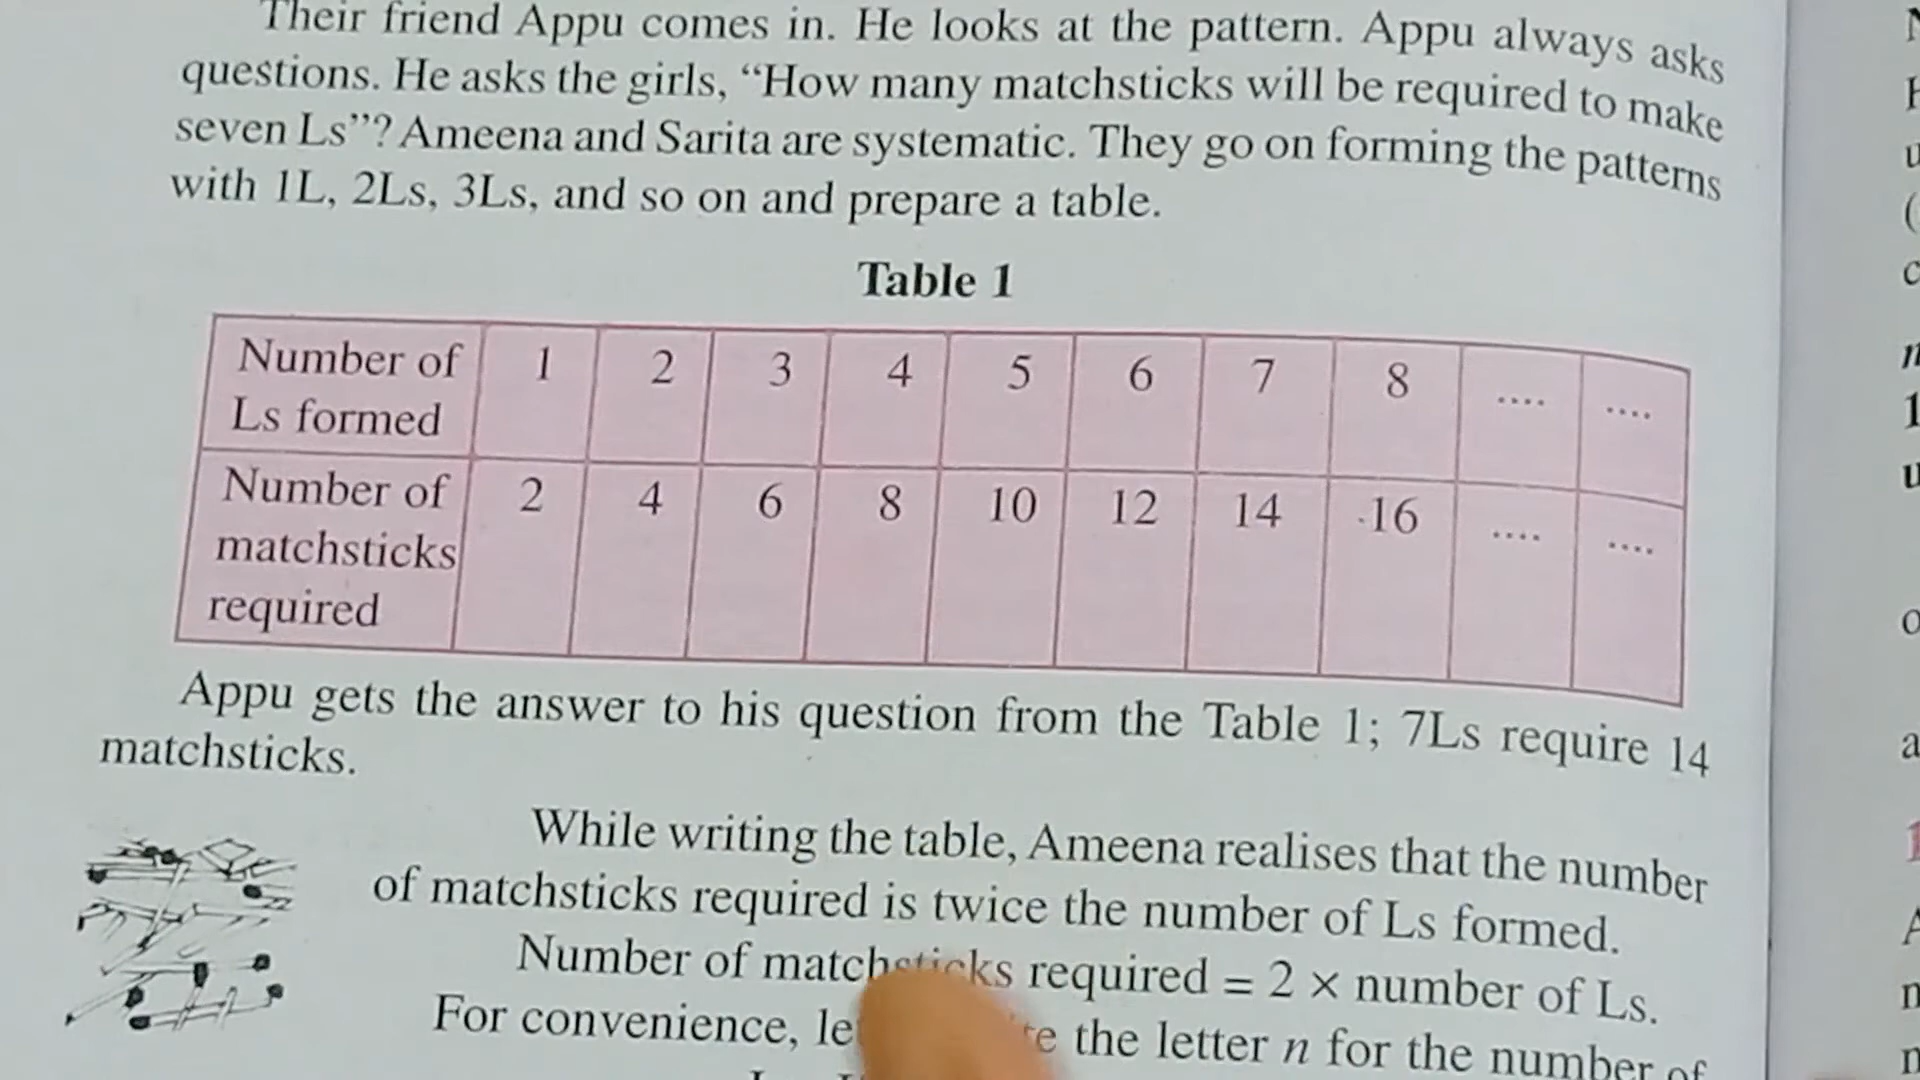 Their friend Appu comes in. He looks at the pattern. Appu always asks
questions. He asks the girls, “How many matchsticks will be required to make
seven Ls”? Ameena and Sarita are systematic. They go on forming the patterns
with 1L, 2Ls, 3Ls, and so on and prepare a table.
Table 1
Number of Ls formed 1 2 3 4 5 6 7 8 .... ....
Number of matchsticks required 2 4 6 8 10 12 14 16 .... ....
Appu gets the answer to his question from the Table 1; 7Ls require 14
matchsticks.
While writing the table, Ameena realises that the number
of matchsticks required is twice the number of Ls formed.
Number of matchsticks required = 2 × number of Ls.
For convenience, the letter n for the number of